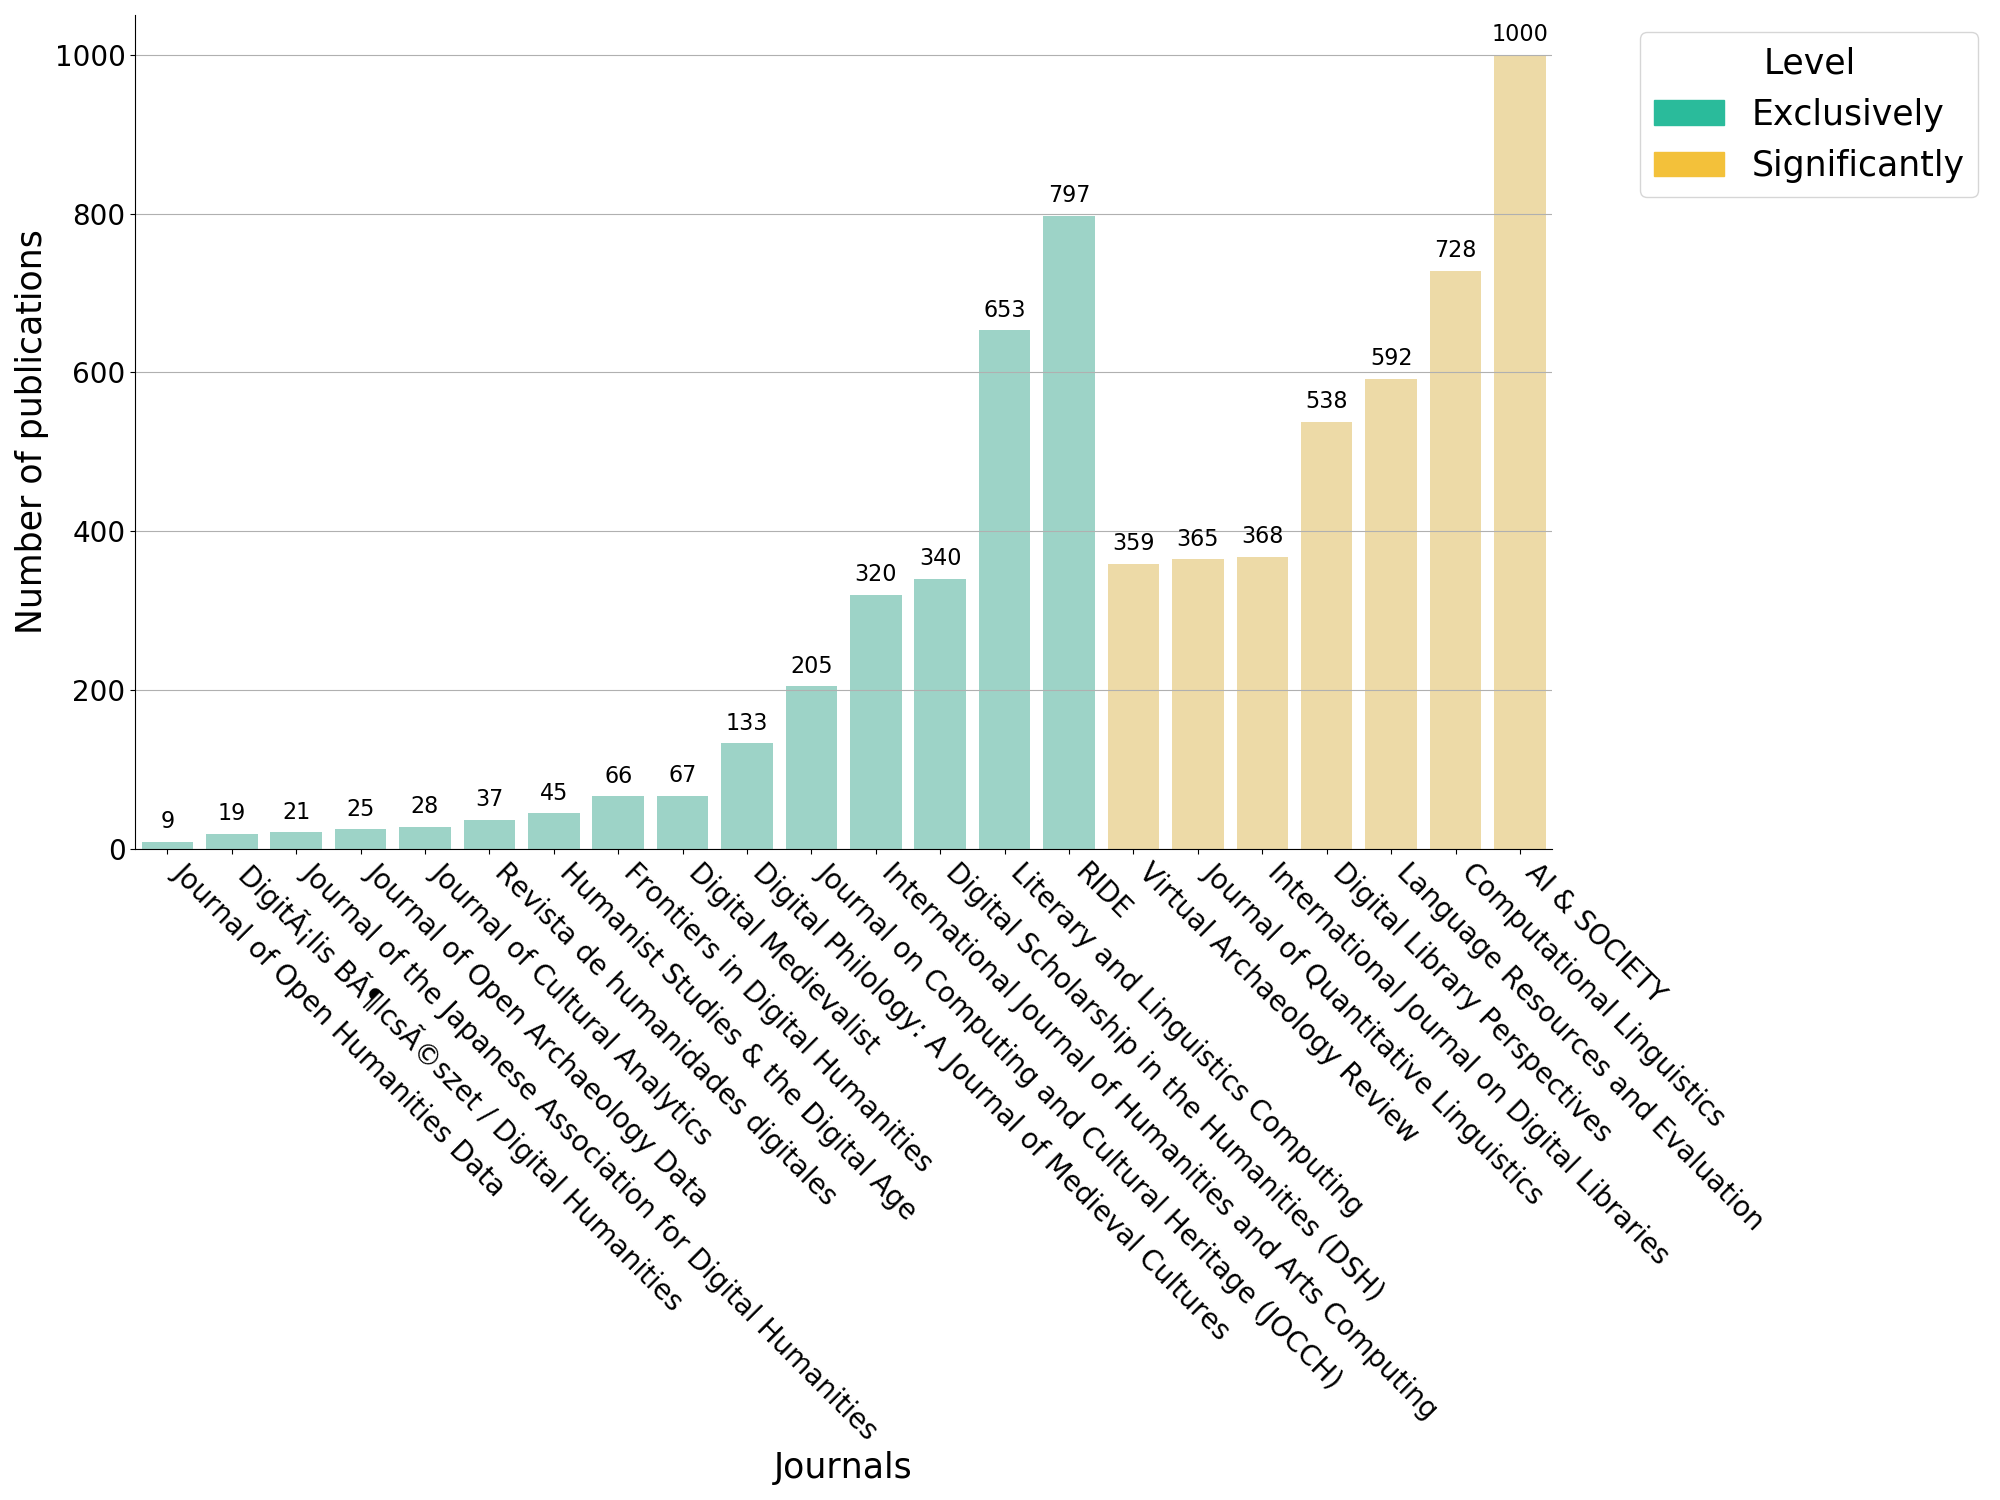 1000
800
600
400
200
0
Number of publications
9
19
21
25
28
37
45
66
67
133
205
320
340
653
797
359
365
368
538
592
728
1000
Level
Exclusively
Significantly
Journal of Open Humanities Data
DigitÃ¡lis BÃ¶lcsÃ©szet / Digital Humanities
Journal of the Japanese Association for Digital Humanities
Journal of Open Archaeology Data
Journal of Cultural Analytics
Revista de humanidades digitales
Humanist Studies & the Digital Age
Frontiers in Digital Humanities
Digital Medievalist
Digital Philology: A Journal of Medieval Cultures
Journal on Computing and Cultural Heritage (JOCCH)
International Journal of Humanities and Arts Computing
Digital Scholarship in the Humanities (DSH)
Literary and Linguistics Computing
RIDE
Virtual Archaeology Review
Journal of Quantitative Linguistics
International Journal on Digital Libraries
Digital Library Perspectives
Language Resources and Evaluation
Computational Linguistics
AI & SOCIETY
Journals